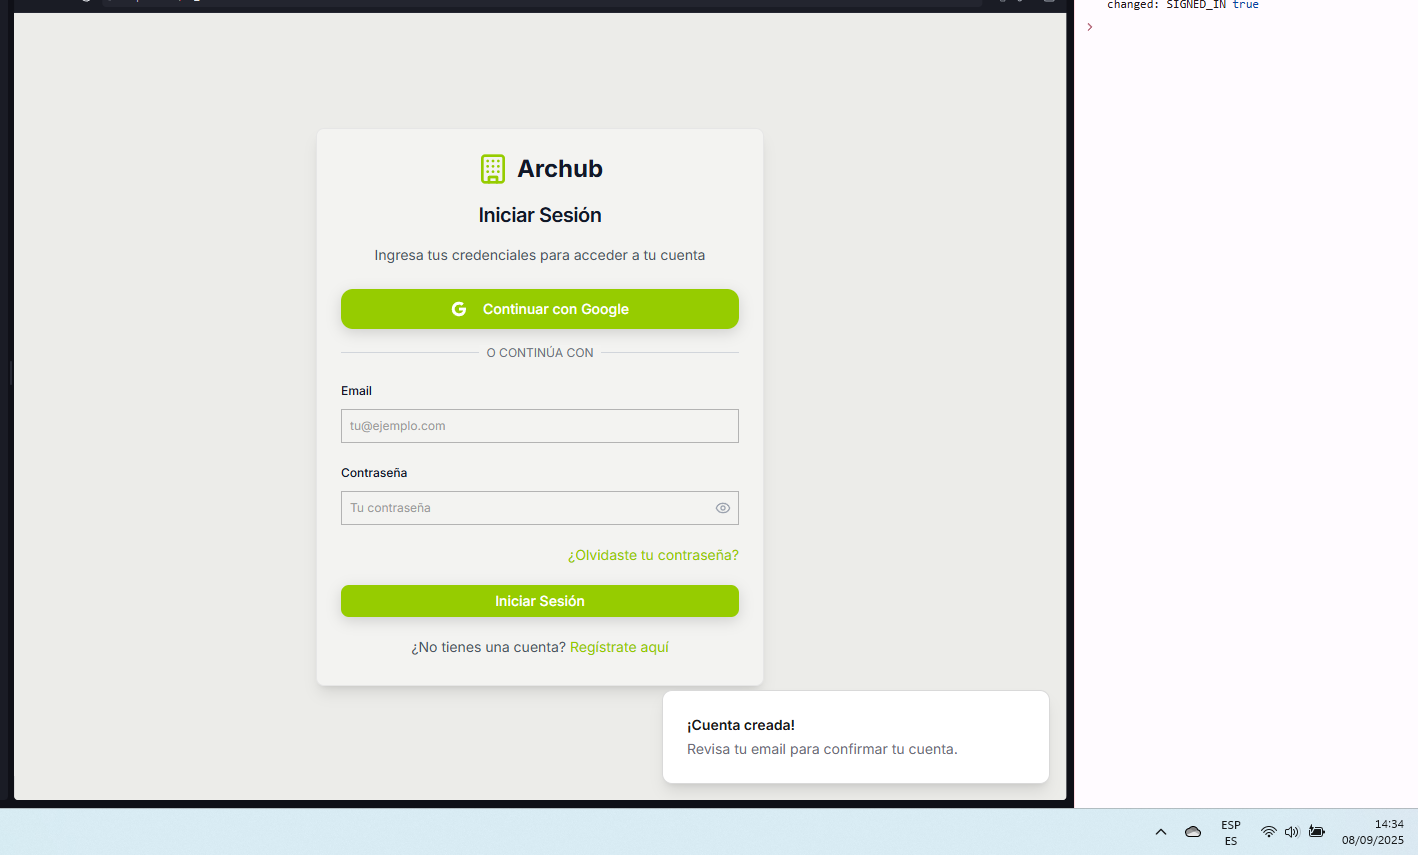 changed: SIGNED_IN true
Archub
Iniciar Sesión
Ingresa tus credenciales para acceder a tu cuenta
Continuar con Google
O CONTINÚA CON
Email
tu@ejemplo.com
Contraseña
Tu contraseña
¿Olvidaste tu contraseña?
Iniciar Sesión
¿No tienes una cuenta? Regístrate aquí
¡Cuenta creada!
Revisa tu email para confirmar tu cuenta.
ESP
ES
14:34
08/09/2025